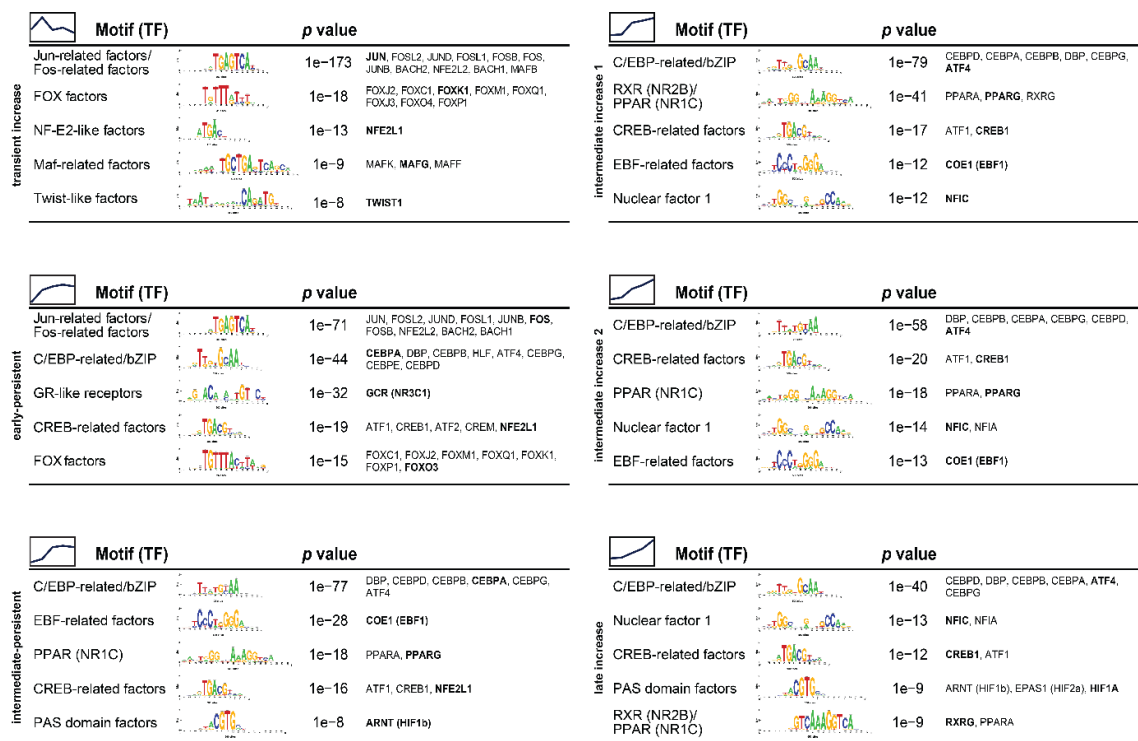 Motif (TF) p value
transient increase
Jun-related factors/
Fos-related factors
TGAGTCA
1e−173
JUN, FOSL2, JUND, FOSL1, FOSB, FOS,
JUNB, BACH2, NFE2L2, BACH1, MAFB
FOX factors
1e−18
FOXJ2, FOXC1, FOXK1, FOXM1, FOXQ1,
FOXJ3, FOXO4, FOXP1
NF-E2-like factors
1e−13
NFE2L1
Maf-related factors
1e−9
MAFK, MAFG, MAFF
Twist-like factors
1e−8
TWIST1
Motif (TF) p value
intermediate increase 1
C/EBP-related/bZIP
1e−79
CEBPD, CEBPA, CEBPB, DBP, CEBPG,
ATF4
RXR (NR2B)/
PPAR (NR1C)
1e−41
PPARA, PPARG, RXRG
CREB-related factors
1e−17
ATF1, CREB1
EBF-related factors
1e−12
COE1 (EBF1)
Nuclear factor 1
1e−12
NFIC
Motif (TF) p value
early-persistent
Jun-related factors/
Fos-related factors
TGAGTCA
1e−71
JUN, FOSL2, JUND, FOSL1, JUNB, FOS,
FOSB, NFE2L2, BACH2, BACH1
C/EBP-related/bZIP
1e−44
CEBPA, DBP, CEBPB, HLF, ATF4, CEBPG,
CEBPE, CEBPD
GR-like receptors
1e−32
GCR (NR3C1)
CREB-related factors
1e−19
ATF1, CREB1, ATF2, CREM, NFE2L1
FOX factors
1e−15
FOXC1, FOXJ2, FOXM1, FOXQ1, FOXK1,
FOXP1, FOXO3
Motif (TF) p value
intermediate increase 2
C/EBP-related/bZIP
1e−58
DBP, CEBPB, CEBPA, CEBPG, CEBPD,
ATF4
CREB-related factors
1e−20
ATF1, CREB1
PPAR (NR1C)
1e−18
PPARA, PPARG
Nuclear factor 1
1e−14
NFIC, NFIA
EBF-related factors
1e−13
COE1 (EBF1)
Motif (TF) p value
intermediate-persistent
C/EBP-related/bZIP
1e−77
DBP, CEBPD, CEBPB, CEBPA, CEBPG,
ATF4
EBF-related factors
1e−28
COE1 (EBF1)
PPAR (NR1C)
1e−18
PPARA, PPARG
CREB-related factors
1e−16
ATF1, CREB1, NFE2L1
PAS domain factors
1e−8
ARNT (HIF1b)
Motif (TF) p value
late increase
C/EBP-related/bZIP
1e−40
CEBPD, DBP, CEBPB, CEBPA, ATF4,
CEBPG
Nuclear factor 1
1e−13
NFIC, NFIA
CREB-related factors
1e−12
CREB1, ATF1
PAS domain factors
1e−9
ARNT (HIF1b), EPAS1 (HIF2a), HIF1A
RXR (NR2B)/
PPAR (NR1C)
GTCAAAGGTCA
1e−9
RXRG, PPARA